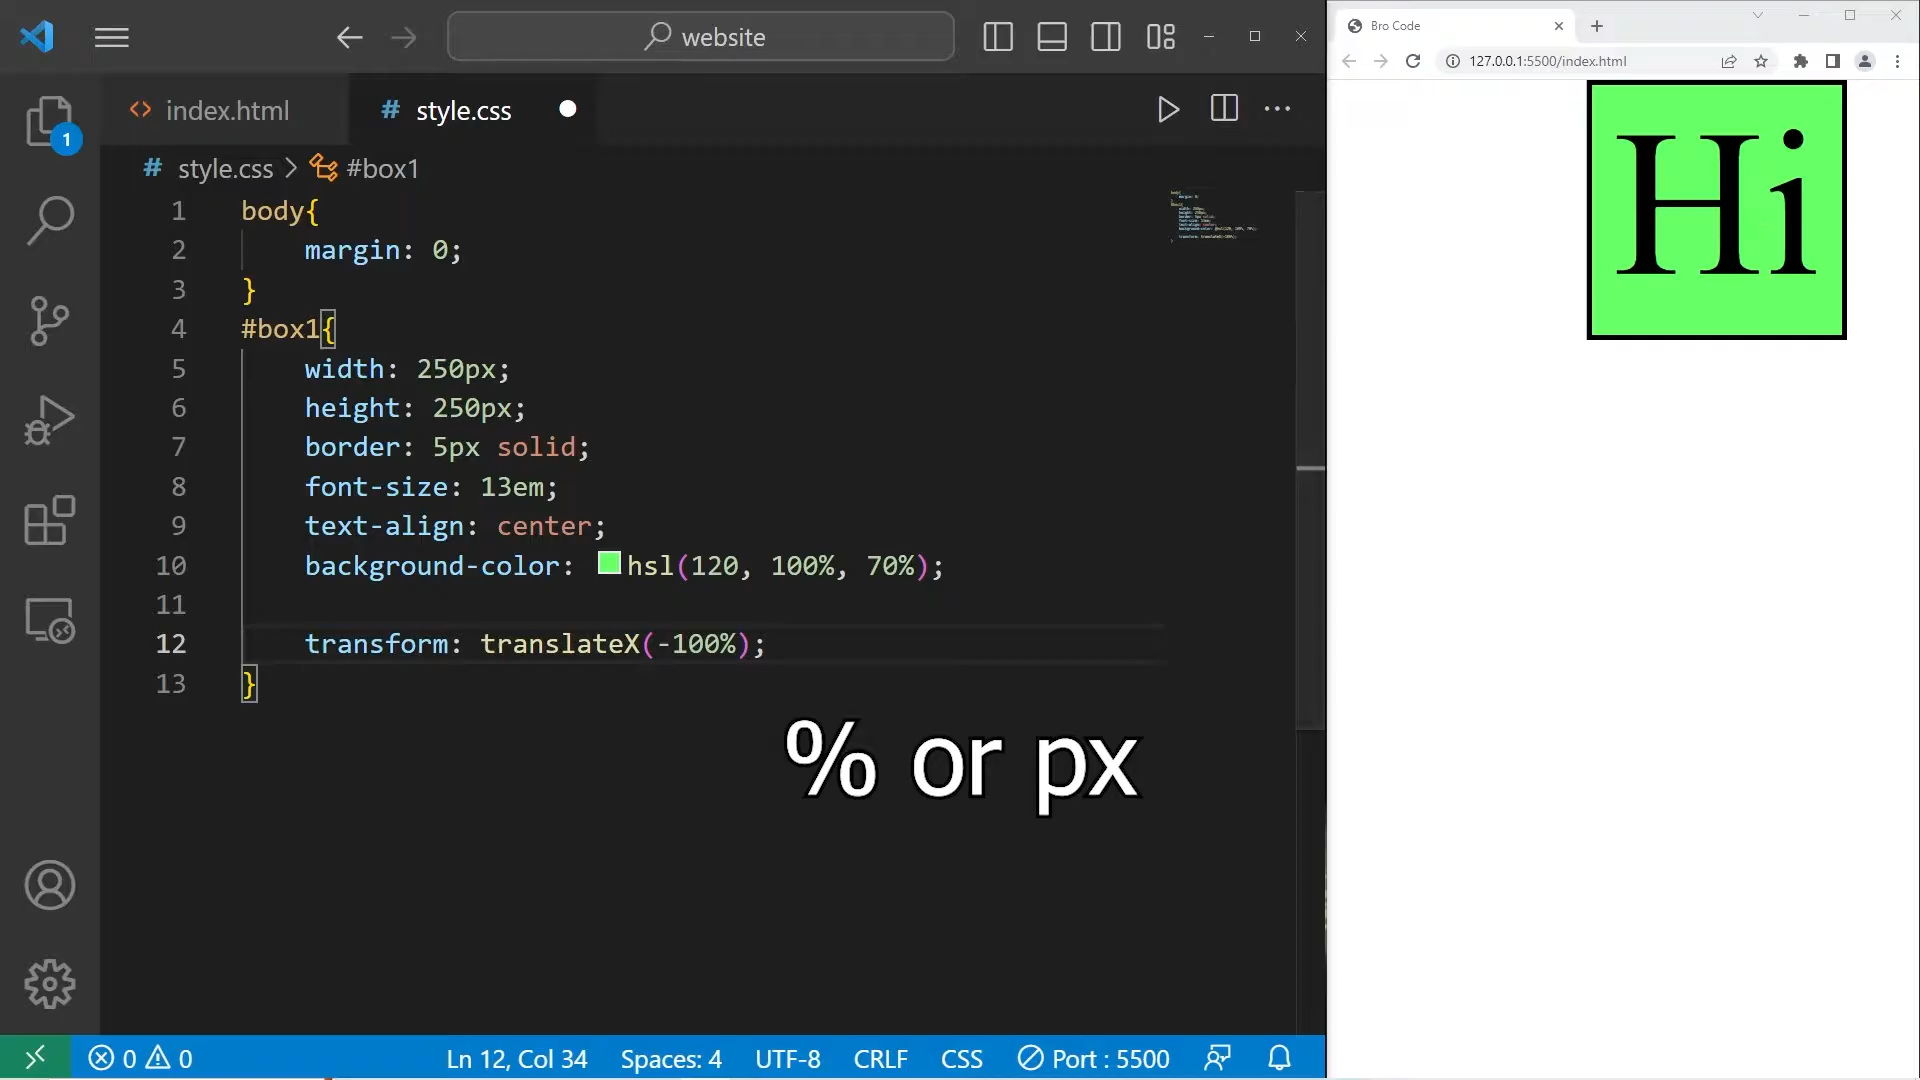 website
index.html
# style.css
# style.css > #box1
1 body{
2 margin: 0;
3 }
4 #box1{
5 width: 250px;
6 height: 250px;
7 border: 5px solid;
8 font-size: 13em;
9 text-align: center;
10 background-color: hsl(120, 100%, 70%);
11
12 transform: translateX(-100%);
13 }
% or px
1
0 0
Ln 12, Col 34 Spaces: 4 UTF-8 CRLF CSS Port : 5500
Bro Code
127.0.0.1:5500/index.html
Hi